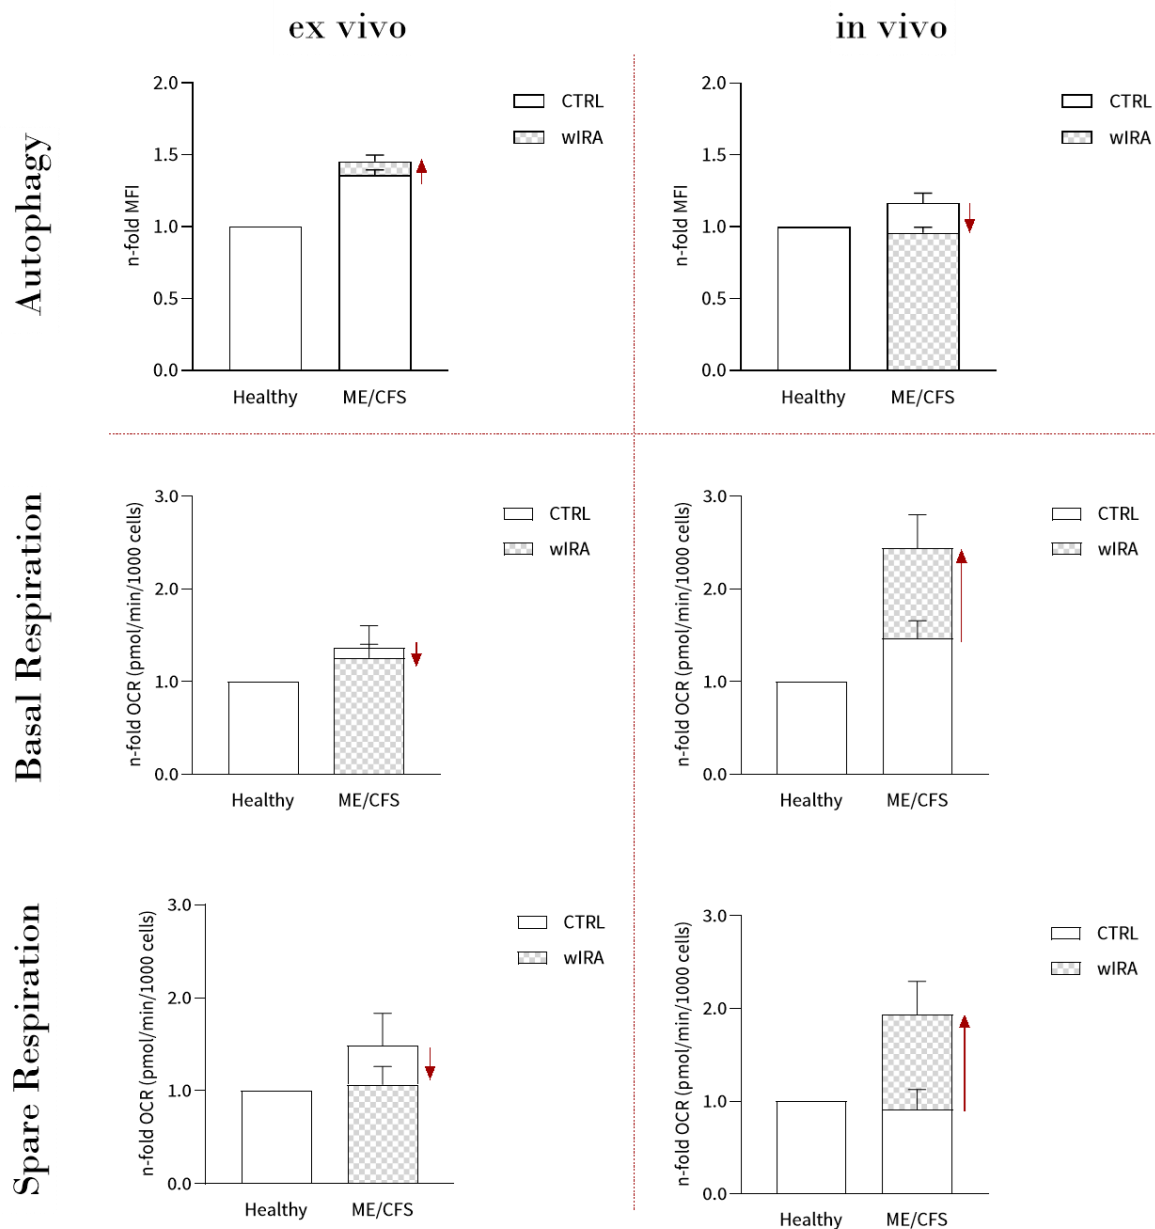 ex vivo
in vivo
Autophagy
n-fold MFI
2.0
1.5
1.0
0.5
0.0
Healthy
ME/CFS
CTRL
wIRA
n-fold MFI
2.0
1.5
1.0
0.5
0.0
Healthy
ME/CFS
CTRL
wIRA
Basal Respiration
n-fold OCR (pmol/min/1000 cells)
3.0
2.0
1.0
0.0
Healthy
ME/CFS
CTRL
wIRA
n-fold OCR (pmol/min/1000 cells)
3.0
2.0
1.0
0.0
Healthy
ME/CFS
CTRL
wIRA
Spare Respiration
n-fold OCR (pmol/min/1000 cells)
3.0
2.0
1.0
0.0
Healthy
ME/CFS
CTRL
wIRA
n-fold OCR (pmol/min/1000 cells)
3.0
2.0
1.0
0.0
Healthy
ME/CFS
CTRL
wIRA